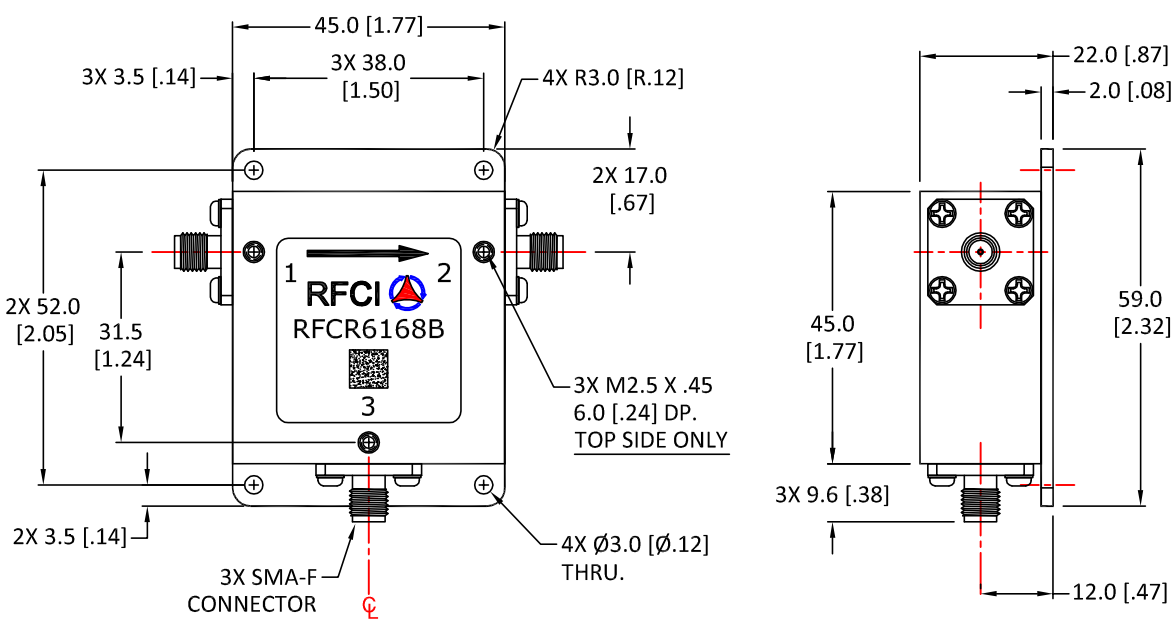 45.0 [1.77]
3X 38.0
[1.50]
3X 3.5 [.14]
4X R3.0 [R.12]
2X 17.0
[.67]
22.0 [.87]
2.0 [.08]
1
2
RFCI
RFCR6168B
3
2X 52.0
[2.05]
31.5
[1.24]
3X M2.5 X .45
6.0 [.24] DP.
TOP SIDE ONLY
45.0
[1.77]
59.0
[2.32]
3X 9.6 [.38]
2X 3.5 [.14]
4X Ø3.0 [Ø.12]
THRU.
3X SMA-F
CONNECTOR
℄
12.0 [.47]